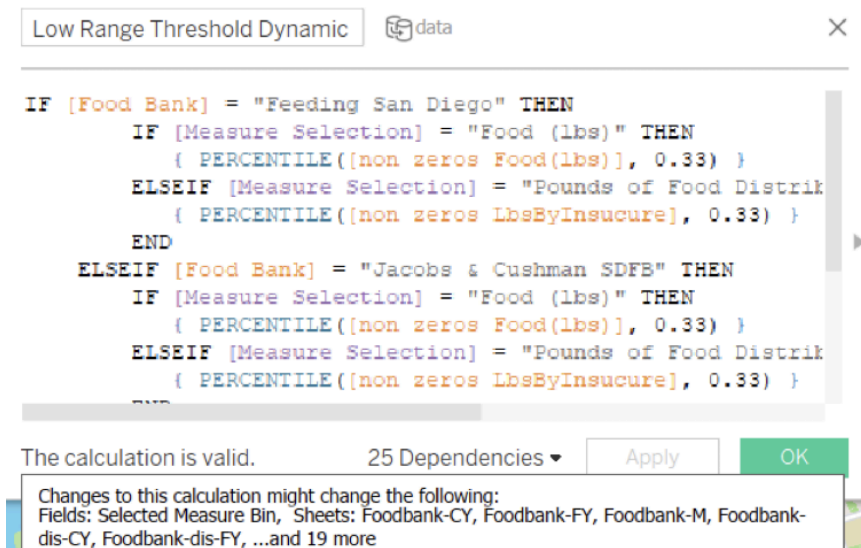 Low Range Threshold Dynamic data
IF [Food Bank] = "Feeding San Diego" THEN
IF [Measure Selection] = "Food (lbs)" THEN
{ PERCENTILE([non zeros Food(lbs)], 0.33) }
ELSEIF [Measure Selection] = "Pounds of Food Distrib
{ PERCENTILE([non zeros LbsByInsucure], 0.33) }
END
ELSEIF [Food Bank] = "Jacobs & Cushman SDFB" THEN
IF [Measure Selection] = "Food (lbs)" THEN
{ PERCENTILE([non zeros Food(lbs)], 0.33) }
ELSEIF [Measure Selection] = "Pounds of Food Distrib
{ PERCENTILE([non zeros LbsByInsucure], 0.33) }
END
The calculation is valid. 25 Dependencies Apply OK
Changes to this calculation might change the following:
Fields: Selected Measure Bin, Sheets: Foodbank-CY, Foodbank-FY, Foodbank-M, Foodbank-
dis-CY, Foodbank-dis-FY, ...and 19 more